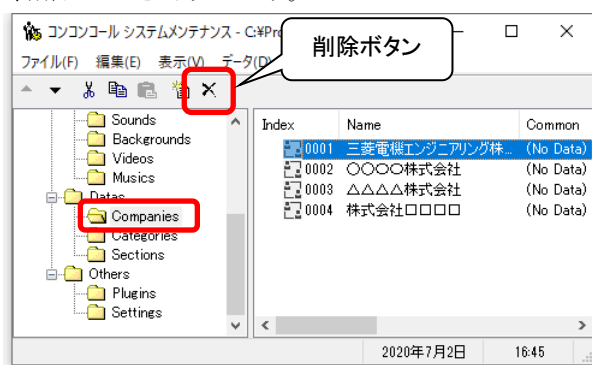 コンコンコール システムメンテナンス - C:¥Pro
削除ボタン
ファイル(F) 編集(E) 表示(V) データ(D)
Sounds
Backgrounds
Videos
Musics
Datas
Companies
Categories
Sections
Others
Plugins
Settings
Index Name Common
0001 三菱電機エンジニアリング株... (No Data)
0002 〇〇〇〇株式会社 (No Data)
0003 △△△△株式会社 (No Data)
0004 株式会社□□□□ (No Data)
2020年7月2日 16:45